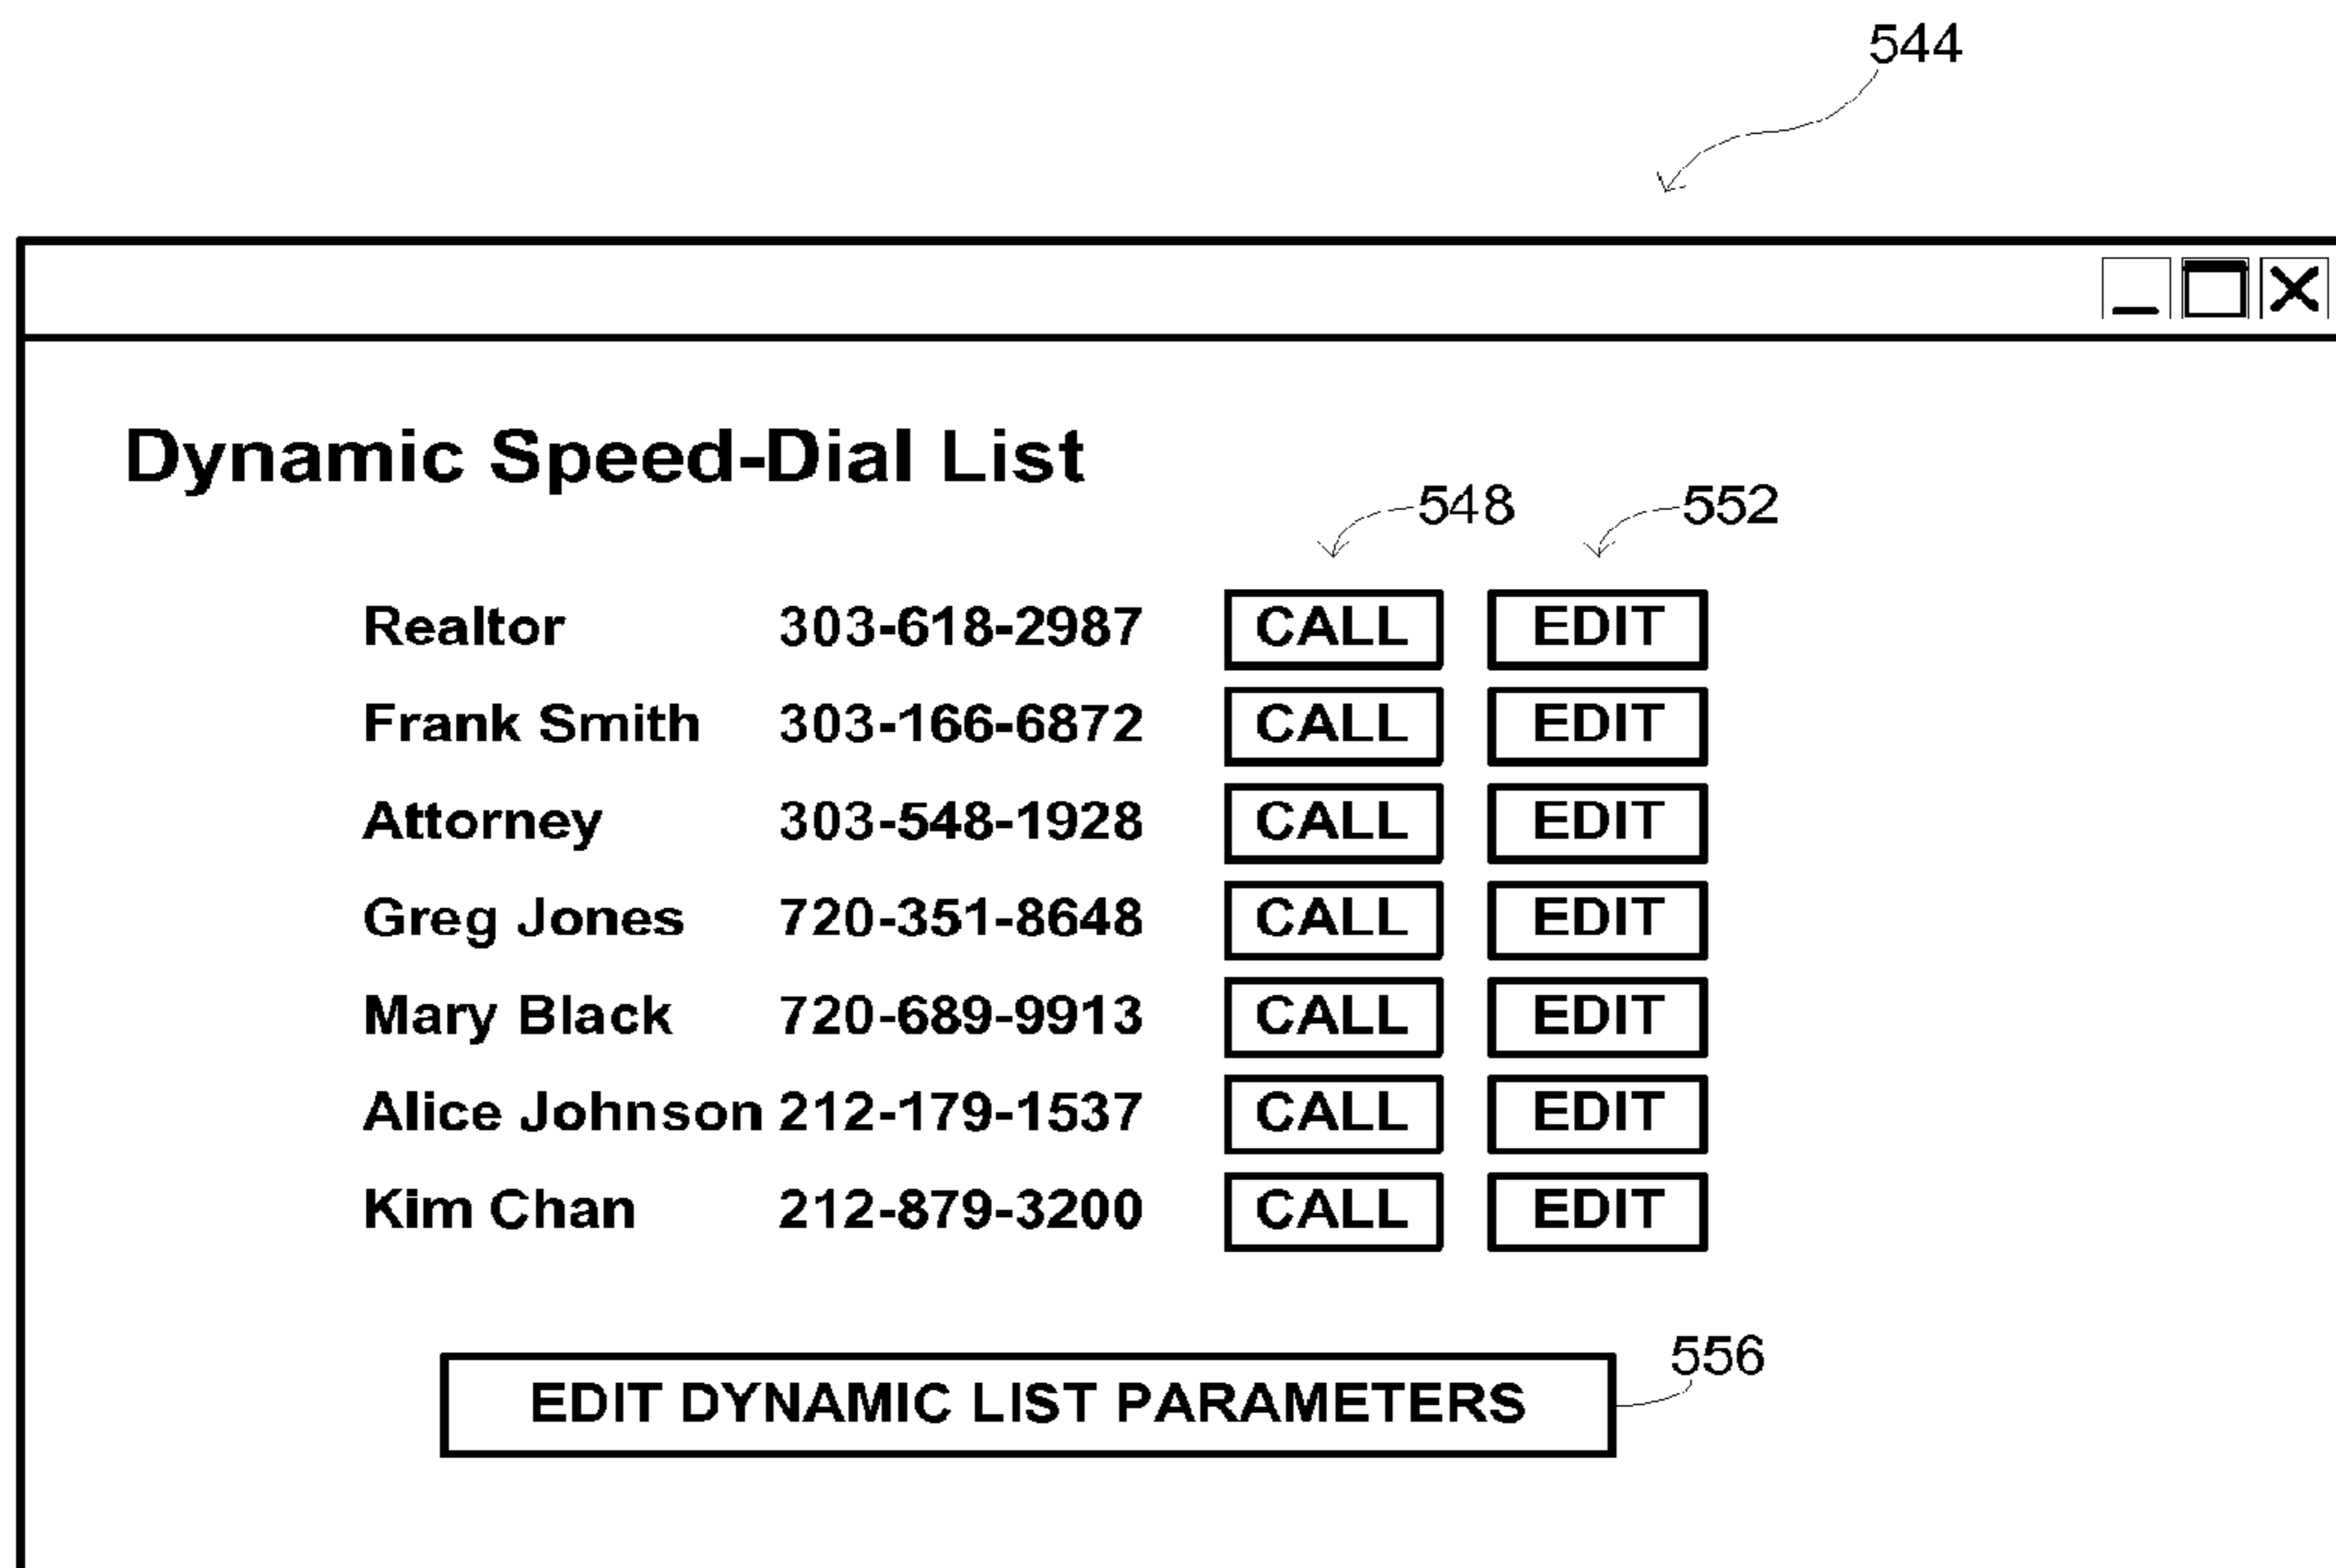 544
Dynamic Speed-Dial List
548 552
Realtor 303-618-2987 CALL EDIT
Frank Smith 303-166-6872 CALL EDIT
Attorney 303-548-1928 CALL EDIT
Greg Jones 720-351-8648 CALL EDIT
Mary Black 720-689-9913 CALL EDIT
Alice Johnson 212-179-1537 CALL EDIT
Kim Chan 212-879-3200 CALL EDIT
556
EDIT DYNAMIC LIST PARAMETERS